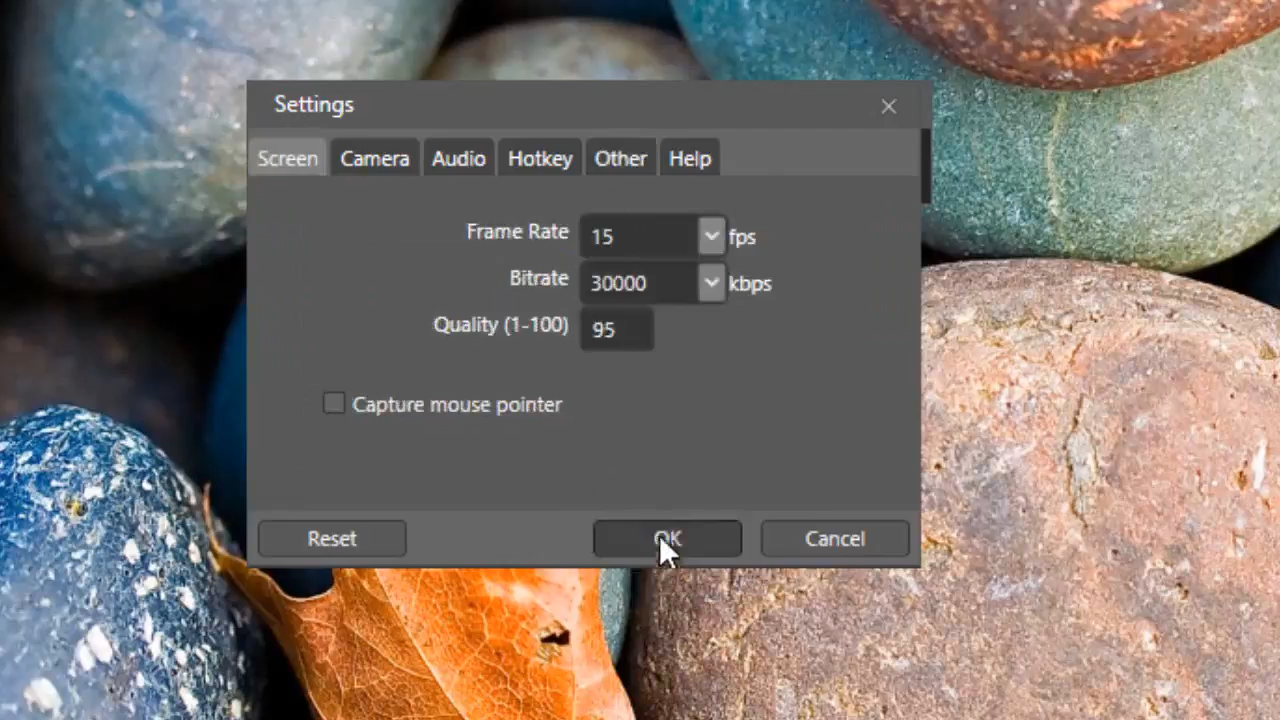 Settings
Screen Camera Audio Hotkey Other Help
Frame Rate 15 fps
Bitrate 30000 kbps
Quality (1-100) 95
Capture mouse pointer
Reset OK Cancel